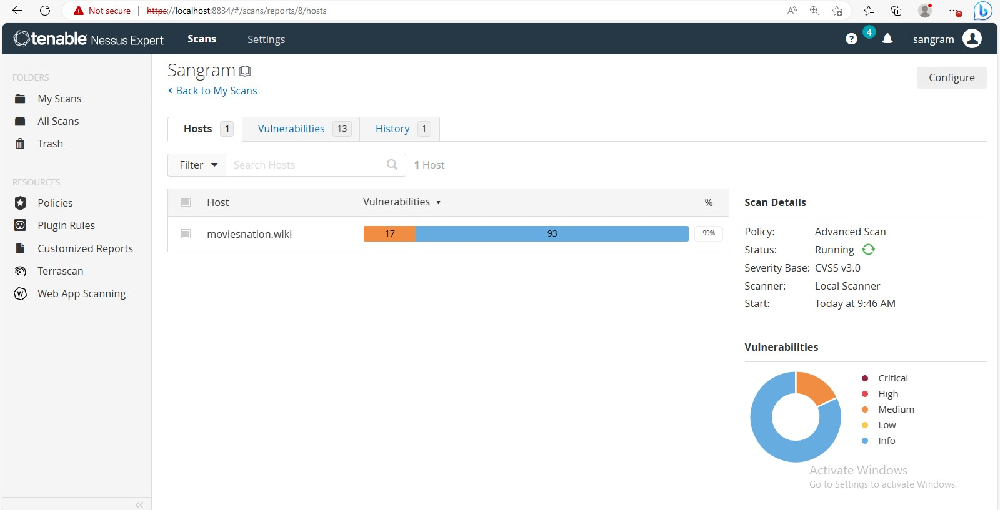 Not secure | https://localhost:8834/#/scans/reports/8/hosts
tenable Nessus Expert Scans Settings 4 sangram
FOLDERS
My Scans
All Scans
Trash
RESOURCES
Policies
Plugin Rules
Customized Reports
Terrascan
Web App Scanning
Sangram
Back to My Scans
Configure
Hosts 1 Vulnerabilities 13 History 1
Filter Search Hosts 1 Host
Host Vulnerabilities %
moviesnation.wiki 17 93 99%
Scan Details
Policy: Advanced Scan
Status: Running
Severity Base: CVSS v3.0
Scanner: Local Scanner
Start: Today at 9:46 AM
Vulnerabilities
Critical
High
Medium
Low
Info
Activate Windows
Go to Settings to activate Windows.